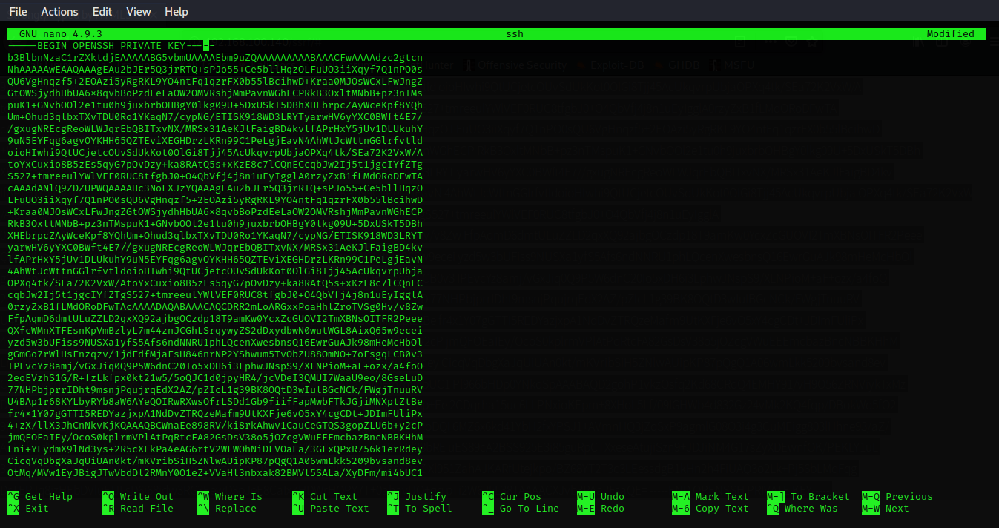 File Actions Edit View Help
GNU nano 4.9.3 ssh Modified
-----BEGIN OPENSSH PRIVATE KEY-----
b3BlbnNzaC1rZXktdjEAAAAABG5vbmUAAAAEbm9uZQAAAAAAAAABAAACFwAAAAdzc2gtcn
NhAAAAAwEAAQAAAgEAu2bJEr5Q3jrRTQ+sPJo55+Ce5bllHqzOLFuUO3iiXqyf7Q1nPO0s
QU6VgHnqzf5+2EOAzi5yRgRKL9YO4ntFq1qzrFX0b55lBcihwD+Kraa0MJOsWCxLFwJngZ
GtOWSjydhHbUA6×8qvbBoPzdEeLaOW2OMVRshjMmPavnWGhECPRkB3OxltMNbB+pz3nTMs
puK1+GNvbOOl2e1tu0h9juxbrbOHBgY0lkg09U+5DxUSkT5DBhXHEbrpcZAyWceKpf8YQh
Um+Ohud3qlbxTXvTDU0Ro1YKaqN7/cypNG/ETISK918WD3LRYTyarwHV6yYXC0BWft4E7/
/gxugNREcgReoWLWJqrEbQBITxvNX/MRSx31AeKJlFaigBD4kvlfAPrHxY5jUv1DLUkuhY
9uN5EYFqg6agvOYKHH65QZTEviXEGHDrzLKRn99C1PeLgjEavN4AhWtJcWttnGGlrfvtld
oioHIwhi9QtUCjetcOUvSdUkKot0OlGi8Tjj45AcUkqvrpUbjaOPXq4tk/SEa72K2VxW/A
toYxCuxio8B5zEs5qyG7pOvDzy+ka8RAtQ5s+xKzE8c7lCQnECcqbJw2Ij5t1jgcIYfZTg
S527+tmreeulYWlVEF0RUC8tfgbJ0+O4QbVfj4j8n1uEyIgglA0rzyZxB1fLMdORoDFwTA
cAAAdANlQ9ZDZUPWQAAAAHc3NoLXJzYQAAAgEAu2bJEr5Q3jrRTQ+sPJo55+Ce5bllHqzO
LFuUO3iiXqyf7Q1nPO0sQU6VgHnqzf5+2EOAzi5yRgRKL9YO4ntFq1qzrFX0b55lBcihwD
+Kraa0MJOsWCxLFwJngZGtOWSjydhHbUA6×8qvbBoPzdEeLaOW2OMVRshjMmPavnWGhECP
RkB3OxltMNbB+pz3nTMspuK1+GNvbOOl2e1tu0h9juxbrbOHBgY0lkg09U+5DxUSkT5DBh
XHEbrpcZAyWceKpf8YQhUm+Ohud3qlbxTXvTDU0Ro1YKaqN7/cypNG/ETISK918WD3LRYT
yarwHV6yYXC0BWft4E7//gxugNREcgReoWLWJqrEbQBITxvNX/MRSx31AeKJlFaigBD4kv
lfAPrHxY5jUv1DLUkuhY9uN5EYFqg6agvOYKHH65QZTEviXEGHDrzLKRn99C1PeLgjEavN
4AhWtJcWttnGGlrfvtldoioHIwhi9QtUCjetcOUvSdUkKot0OlGi8Tjj45AcUkqvrpUbja
OPXq4tk/SEa72K2VxW/AtoYxCuxio8B5zEs5qyG7pOvDzy+ka8RAtQ5s+xKzE8c7lCQnEC
cqbJw2Ij5t1jgcIYfZTgS527+tmreeulYWlVEF0RUC8tfgbJ0+O4QbVfj4j8n1uEyIgglA
0rzyZxB1fLMdORoDFwTAcAAAADAQABAAACAQCDRR2mLoARGxxPoaHhlZroTVSg0Hv/v8Zw
FfpAqmD6dmtULuZZLD2qxXQ92ajbgOCzdp18T9amKw0YcxZcGUOVI2TmXBNsOITFR2Peee
QXfcWMnXTFEsnKpVmBzlyL7m44znJCGhLSrqywyZS2dDxydbwN0wutWGL8AixQ65w9ecei
yzd5w3bUFiss9NUSXa1yfS5Afs6ndNNRU1phLQcenXwesbnsQ16EwrGuAJk98mHeMcHbOl
gGmGo7rWlHsFnzqzv/1jdFdfMjaFsH846nrNP2YShwum5TvObZU88OmNO+7oFsgqLCB0v3
IPEvcYz8amj/vGxJiq0Q9P5W6dnC20Io5xDH6i3LphwJNspS9/XLNPioM+aF+ozx/a4foO
2eoEVzhS1G/R+fzLkfpx0kt21w5/5oQJC1d0jpyHR4/jcVDeI3QMUI7WaaU9eo/8GseLuD
77NHPbjprrIDht9msnjPqujrqEdX2AZ/pZIcL1g39BK8OQtD3wIulBGcNCk/FWgjTnuuRV
U4BAp1r68KYLbyRYb8aW6AYeQOIRwRXwsOfrLSDd1Gb9fiifFapMwbFTkJGjiMNXptZtBe
fr4×1Y07gGTTI5REDYazjxpA1NdDvZTRQzeMafm9UtKXFje6vO5xY4cgCDt+JDImFUliPx
4+zX/llX3JhCnNkvKjKQAAAQBCWnaEe898RV/ki8rkAhwv1CauCeGTQS3gopZLU6b+y2cP
jmQFOEaIEy/OcoS0kplrmVPlAtPqRtcFA82GsDsV38o5jOZcgVWuEEEmcbazBncNBBKHhM
Lni+YEydmX9lNd3ys+2R5cXEkPa4eAG6rtV2WFWOhNiDLVOaEa/3GFxQPxR756k1erRdey
CicqVqDbgXaJqUiUAn0kt/mKVribSiH5ZNlwAUipKP87pQgQ1A06wmLkk5209bvsand8ev
OtMq/MVw1EyJBigJTwVbdDl2RMnY0O1eZ+VVaHl3nbxak82BMVl5SALa/XyDFm/mi4bUC1
^G Get Help ^O Write Out ^W Where Is ^K Cut Text ^J Justify ^C Cur Pos M-U Undo M-A Mark Text M-] To Bracket M-Q Previous
^X Exit ^R Read File ^\ Replace ^U Paste Text ^T To Spell ^_ Go To Line M-E Redo M-6 Copy Text ^Q Where Was M-W Next